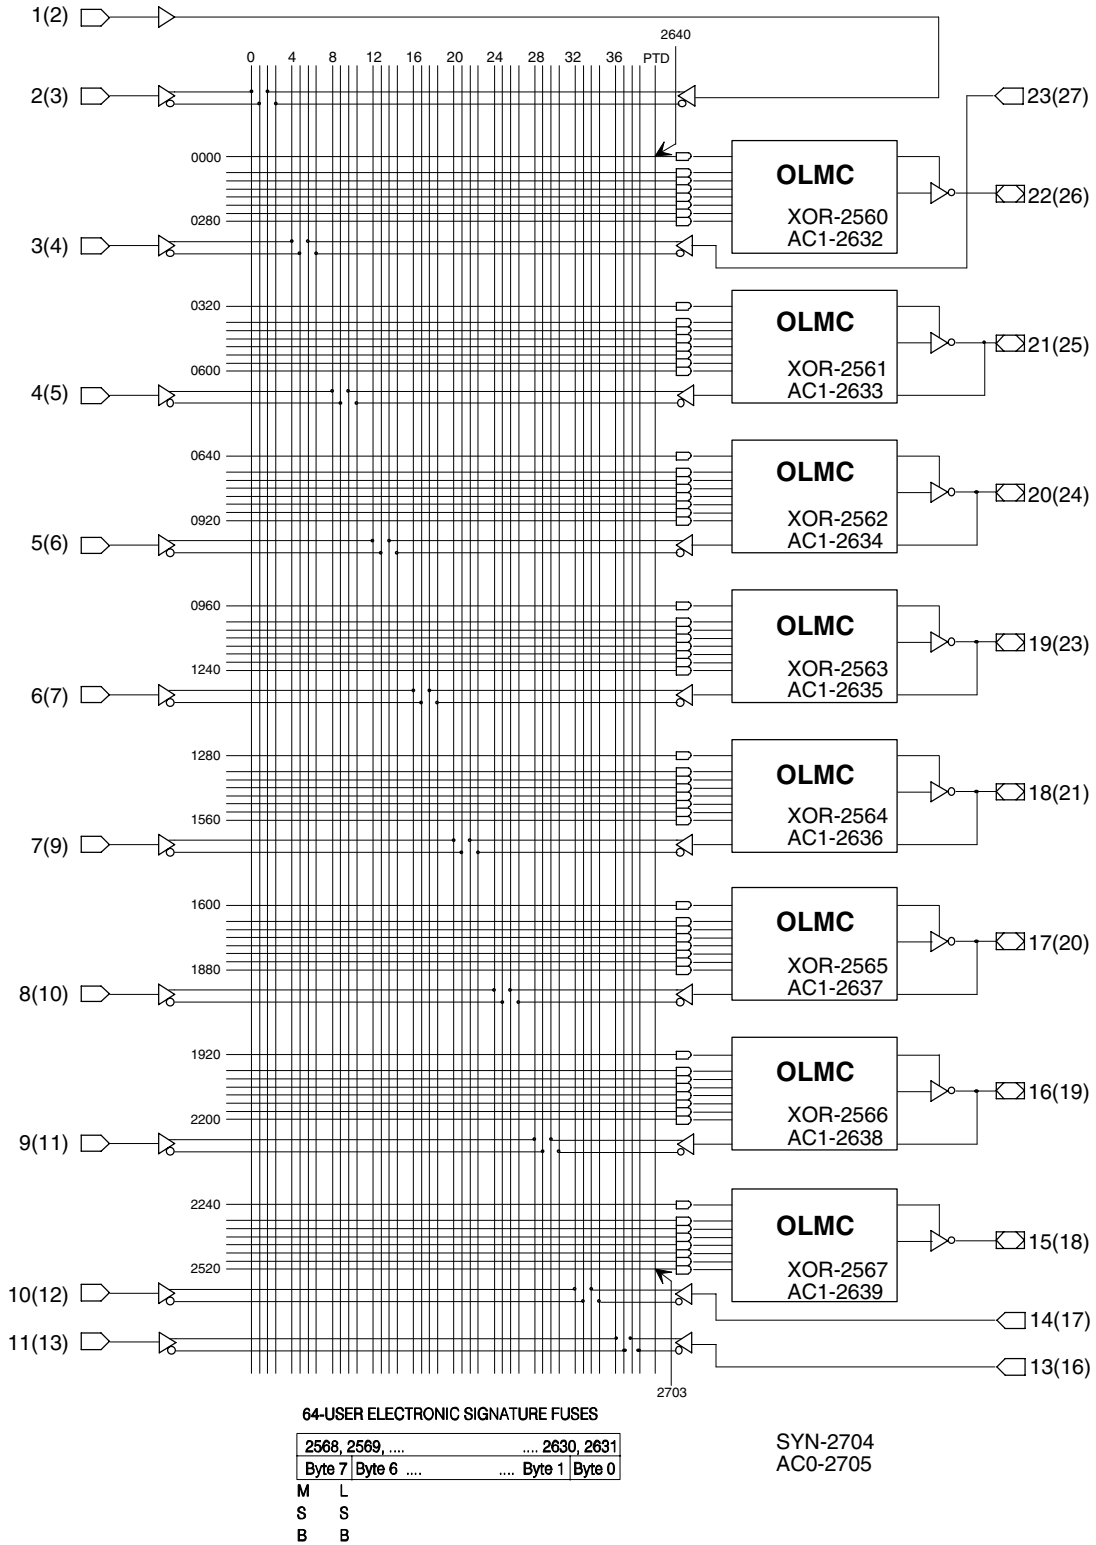 1(2)
2640
0 4 8 12 16 20 24 28 32 36 PTD
2(3)
23(27)
0000
OLMC
22(26)
XOR-2560
0280
AC1-2632
3(4)
0320
OLMC
21(25)
XOR-2561
0600
AC1-2633
4(5)
0640
OLMC
20(24)
XOR-2562
0920
AC1-2634
5(6)
0960
OLMC
19(23)
XOR-2563
1240
AC1-2635
6(7)
1280
OLMC
18(21)
XOR-2564
1560
AC1-2636
7(9)
1600
OLMC
17(20)
XOR-2565
1880
AC1-2637
8(10)
1920
OLMC
16(19)
XOR-2566
2200
AC1-2638
9(11)
2240
OLMC
15(18)
XOR-2567
2520
AC1-2639
10(12)
14(17)
11(13)
13(16)
2703
64-USER ELECTRONIC SIGNATURE FUSES
2568, 2569, .... .... 2630, 2631
Byte 7 Byte 6 .... .... Byte 1 Byte 0
M L
S S
B B
SYN-2704
AC0-2705